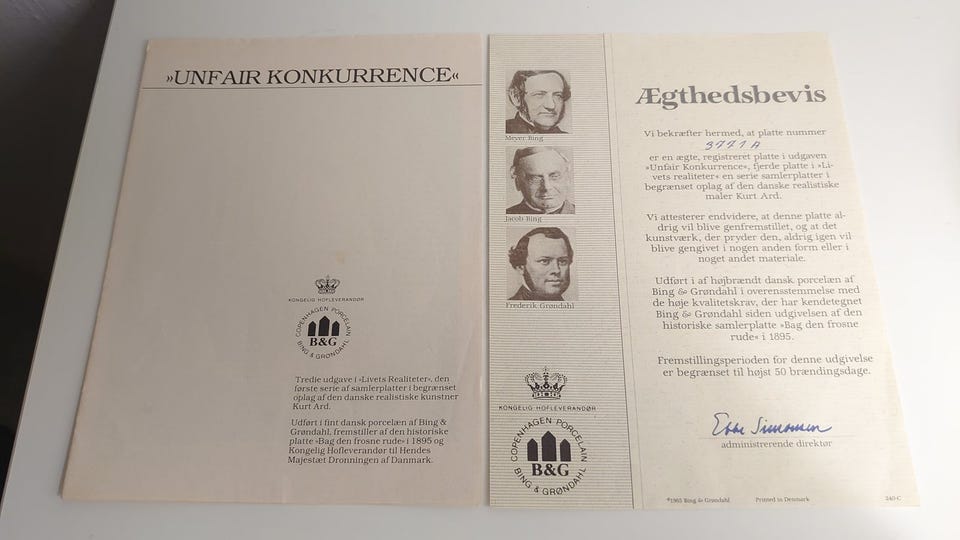 »UNFAIR KONKURRENCE«
KONGELIG HOFLEVERANDØR
COPENHAGEN PORCELAIN
B&G
BING & GRØNDAHL
Tredie udgave i »Livets Realiteter«, den
første serie af samlerplatter i begrænset
oplag af den danske realistiske kunstner
Kurt Ard.
Udført i fint dansk porcelæn af Bing &
Grøndahl, fremstiller af den historiske
platte »Bag den frosne rude« i 1895 og
Kongelig Hofleverandør til Hendes
Majestæt Dronningen af Danmark.
Meyer Bing
Jacob Bing
Frederik Grøndahl
KONGELIG HOFLEVERANDØR
COPENHAGEN PORCELAIN
B&G
BING & GRØNDAHL
Ægthedsbevis
Vi bekræfter hermed, at platte nummer
3771 A
er en ægte, registreret platte i udgaven
»Unfair Konkurrence«, fjerde platte i »Li-
vets realiteter« en serie samlerplatter i
begrænset oplag af den danske realistiske
maler Kurt Ard.
Vi attesterer endvidere, at denne platte al-
drig vil blive genfremstillet, og at det
kunstværk, der pryder den, aldrig igen vil
blive gengivet i nogen anden form eller i
noget andet materiale.
Udført i af højbrændt dansk porcelæn af
Bing & Grøndahl i overensstemmelse med
de høje kvalitetskrav, der har kendetegnet
Bing & Grøndahl siden udgivelsen af den
historiske samlerplatte »Bag den frosne
rude« i 1895.
Fremstillingsperioden for denne udgivelse
er begrænset til højst 50 brændingsdage.
administrerende direktør
©1985 Bing & Grøndahl
Printed in Denmark
240-C